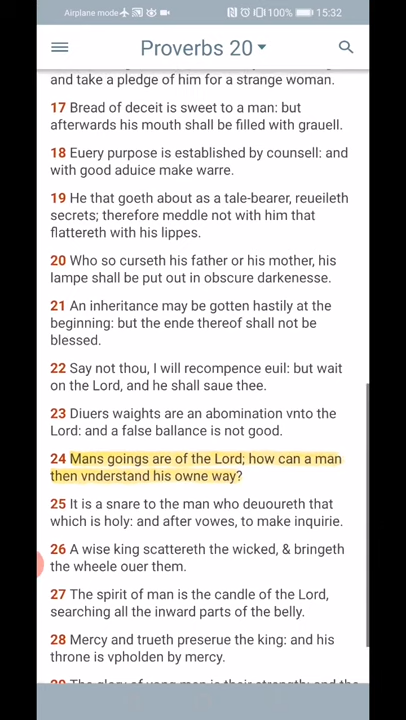 Airplane mode 100% 15:32
Proverbs 20
and take a pledge of him for a strange woman.
17 Bread of deceit is sweet to a man: but
afterwards his mouth shall be filled with grauell.
18 Euery purpose is established by counsell: and
with good aduice make warre.
19 He that goeth about as a tale-bearer, reueileth
secrets; therefore meddle not with him that
flattereth with his lippes.
20 Who so curseth his father or his mother, his
lampe shall be put out in obscure darkenesse.
21 An inheritance may be gotten hastily at the
beginning: but the ende thereof shall not be
blessed.
22 Say not thou, I will recompence euil: but wait
on the Lord, and he shall saue thee.
23 Diuers waights are an abomination vnto the
Lord: and a false ballance is not good.
24 Mans goings are of the Lord; how can a man
then vnderstand his owne way?
25 It is a snare to the man who deuoureth that
which is holy: and after vowes, to make inquirie.
26 A wise king scattereth the wicked, & bringeth
the wheele ouer them.
27 The spirit of man is the candle of the Lord,
searching all the inward parts of the belly.
28 Mercy and trueth preserue the king: and his
throne is vpholden by mercy.
29 The glory of yong men is their strength: and the